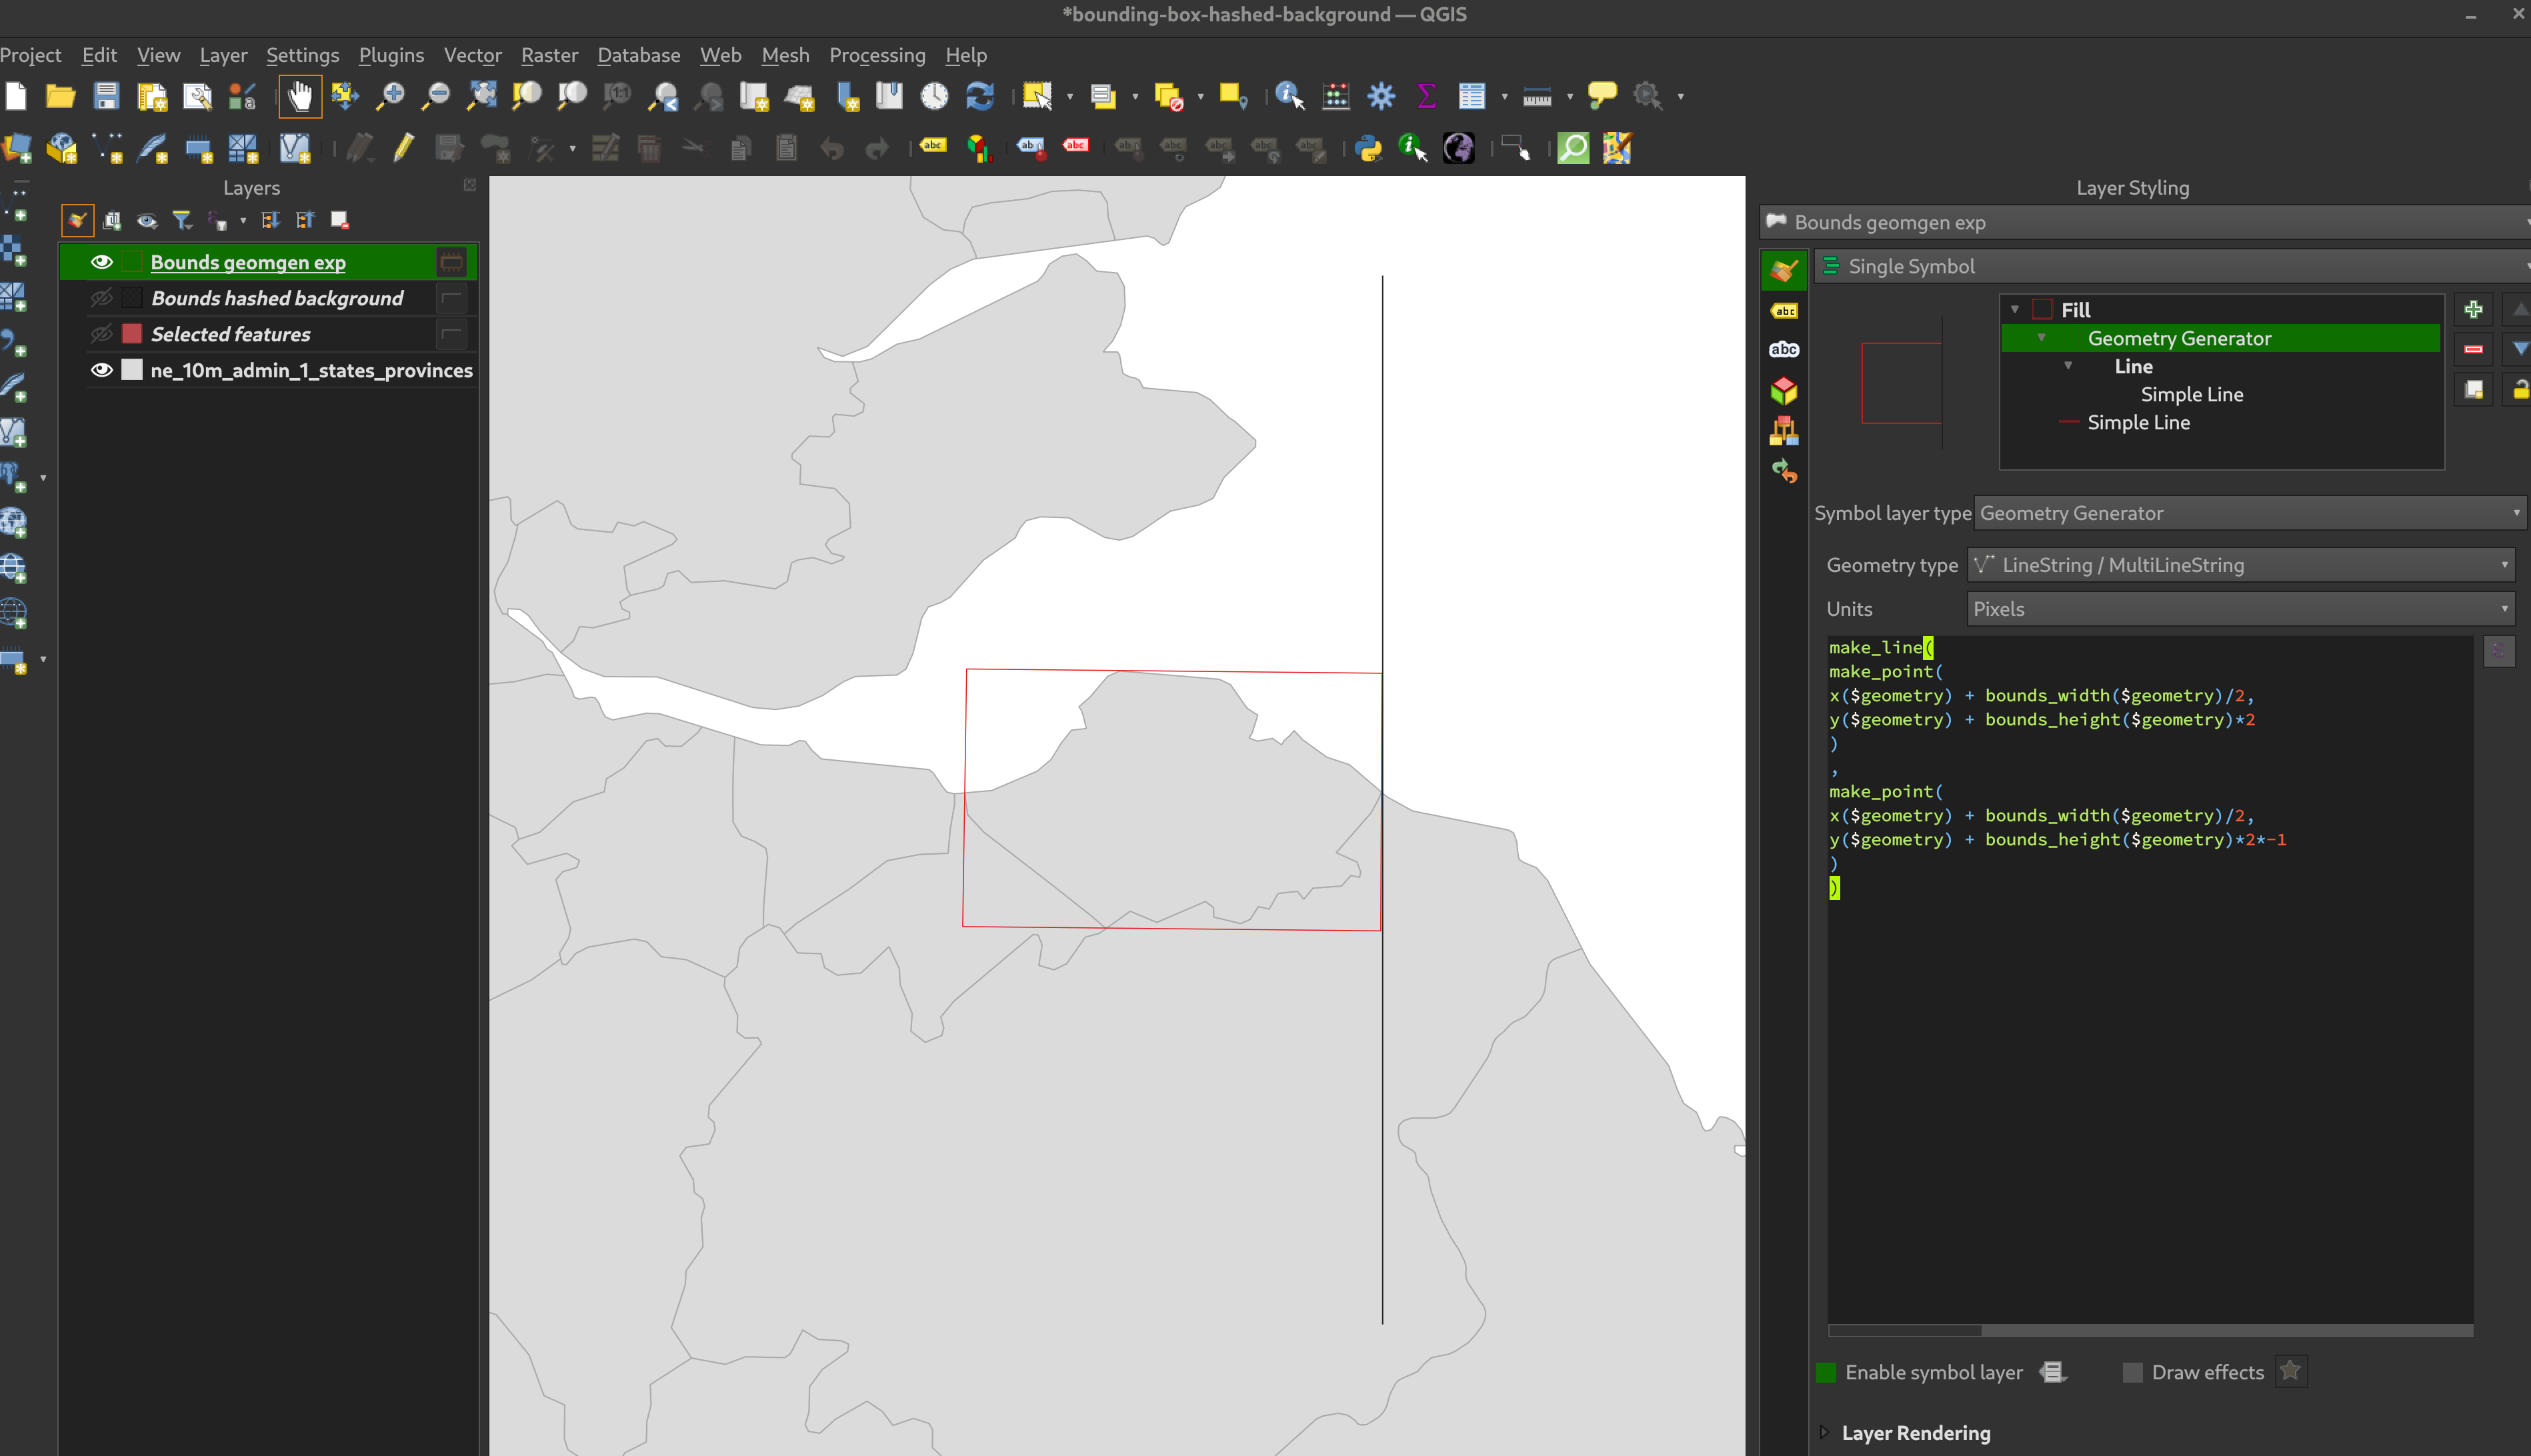 *bounding-box-hashed-background — QGIS
Project Edit View Layer Settings Plugins Vector Raster Database Web Mesh Processing Help
Layers
Bounds geomgen exp
Bounds hashed background
Selected features
ne_10m_admin_1_states_provinces
Layer Styling
Bounds geomgen exp
Single Symbol
Fill
Geometry Generator
Line
Simple Line
Simple Line
Symbol layer type Geometry Generator
Geometry type LineString / MultiLineString
Units Pixels
make_line(
make_point(
x($geometry) + bounds_width($geometry)/2,
y($geometry) + bounds_height($geometry)*2
)
,
make_point(
x($geometry) + bounds_width($geometry)/2,
y($geometry) + bounds_height($geometry)*2*-1
)
)
Enable symbol layer Draw effects
Layer Rendering